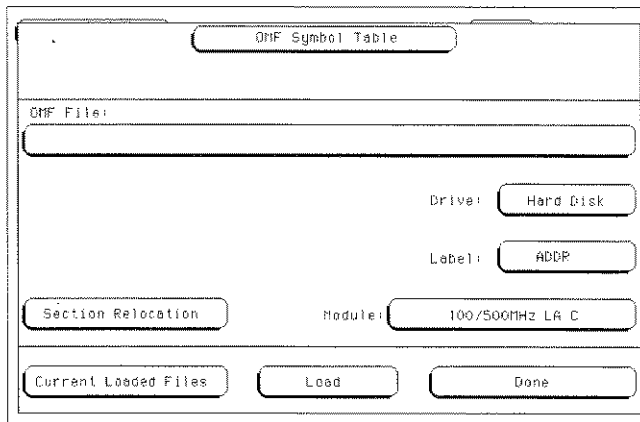 OMF Symbol Table
OMF File:
Drive: Hard Disk
Label: ADDR
Section Relocation Module: 100/500MHz LA C
Current Loaded Files Load Done